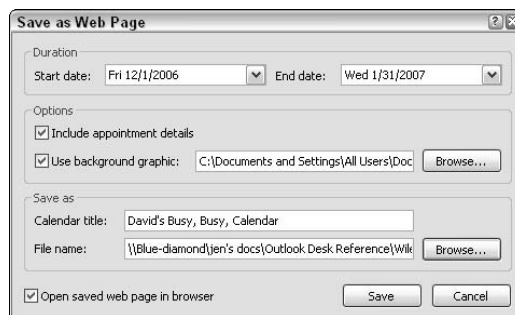 Save as Web Page
Duration
Start date: Fri 12/1/2006 End date: Wed 1/31/2007
Options
Include appointment details
Use background graphic: C:\Documents and Settings\All Users\Doc Browse...
Save as
Calendar title: David's Busy, Busy, Calendar
File name: \\Blue-diamond\jen's docs\Outlook Desk Reference\Wile Browse...
Open saved web page in browser Save Cancel